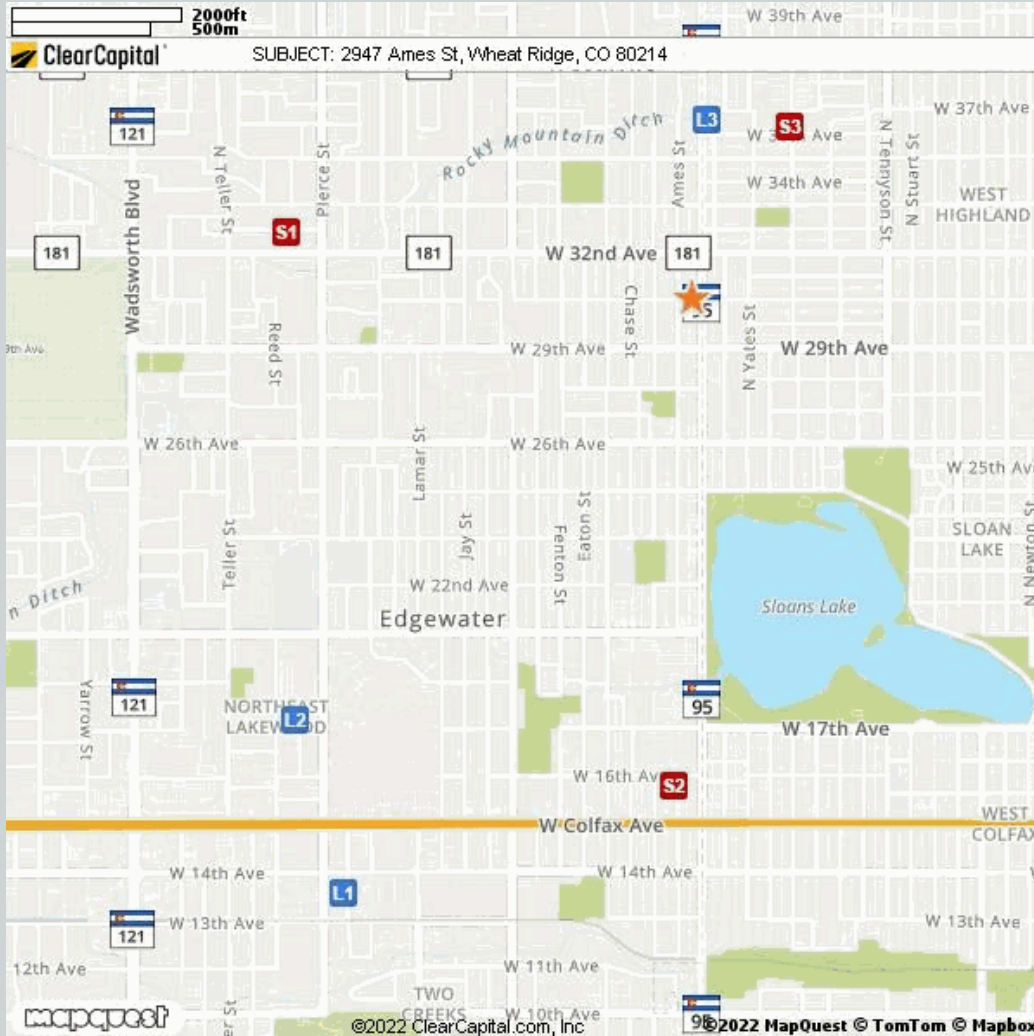 2000ft
500m
W 39th Ave
ClearCapital
SUBJECT: 2947 Ames St, Wheat Ridge, CO 80214
121
Rocky Mountain Ditch
L3
S3
W 37th Ave
Ave
N Teller St
Pierce St
Ames St
N Tennyson St
N Stuart St
W 34th Ave
WEST
HIGHLAND
Wadsworth Blvd
S1
181
181
W 32nd Ave
181
Chase St
N Yates St
Reed St
W 29th Ave
W 29th Ave
W 26th Ave
Lamar St
W 26th Ave
W 25th Av
Teller St
Jay St
Fenton St
Eaton St
SLOAN
LAKE
N Newton St
n Ditch
W 22nd Ave
Edgewater
Sloans Lake
Yarrow St
121
NORTHEAST
L2
95
W 17th Ave
W 16th Av
S2
W Colfax Ave
WEST
COLFAX
W 14th Ave
W 14th Ave
L1
121
W 13th Ave
W 13th Ave
12th Ave
W 11th Ave
TWO
CREEKS
W 10th Ave
mapquest
©2022 ClearCapital.com, Inc
©2022 MapQuest © TomTom © Mapbo